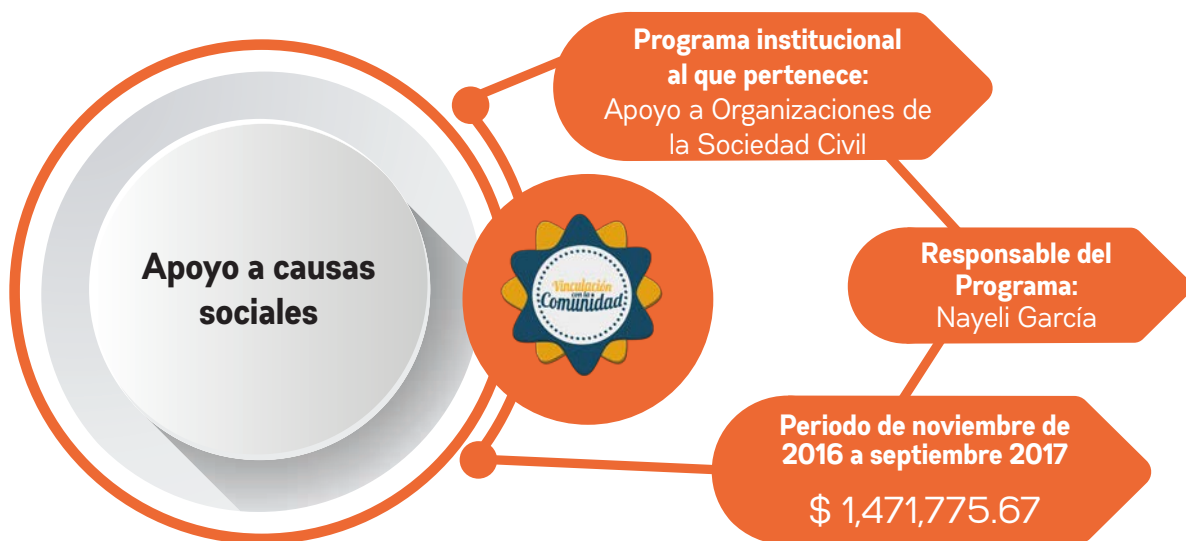 Programa institucional
al que pertenece:
Apoyo a Organizaciones de
la Sociedad Civil
Apoyo a causas
sociales
Vinculación
con la
Comunidad
Responsable del
Programa:
Nayeli García
Periodo de noviembre de
2016 a septiembre 2017
$ 1,471,775.67